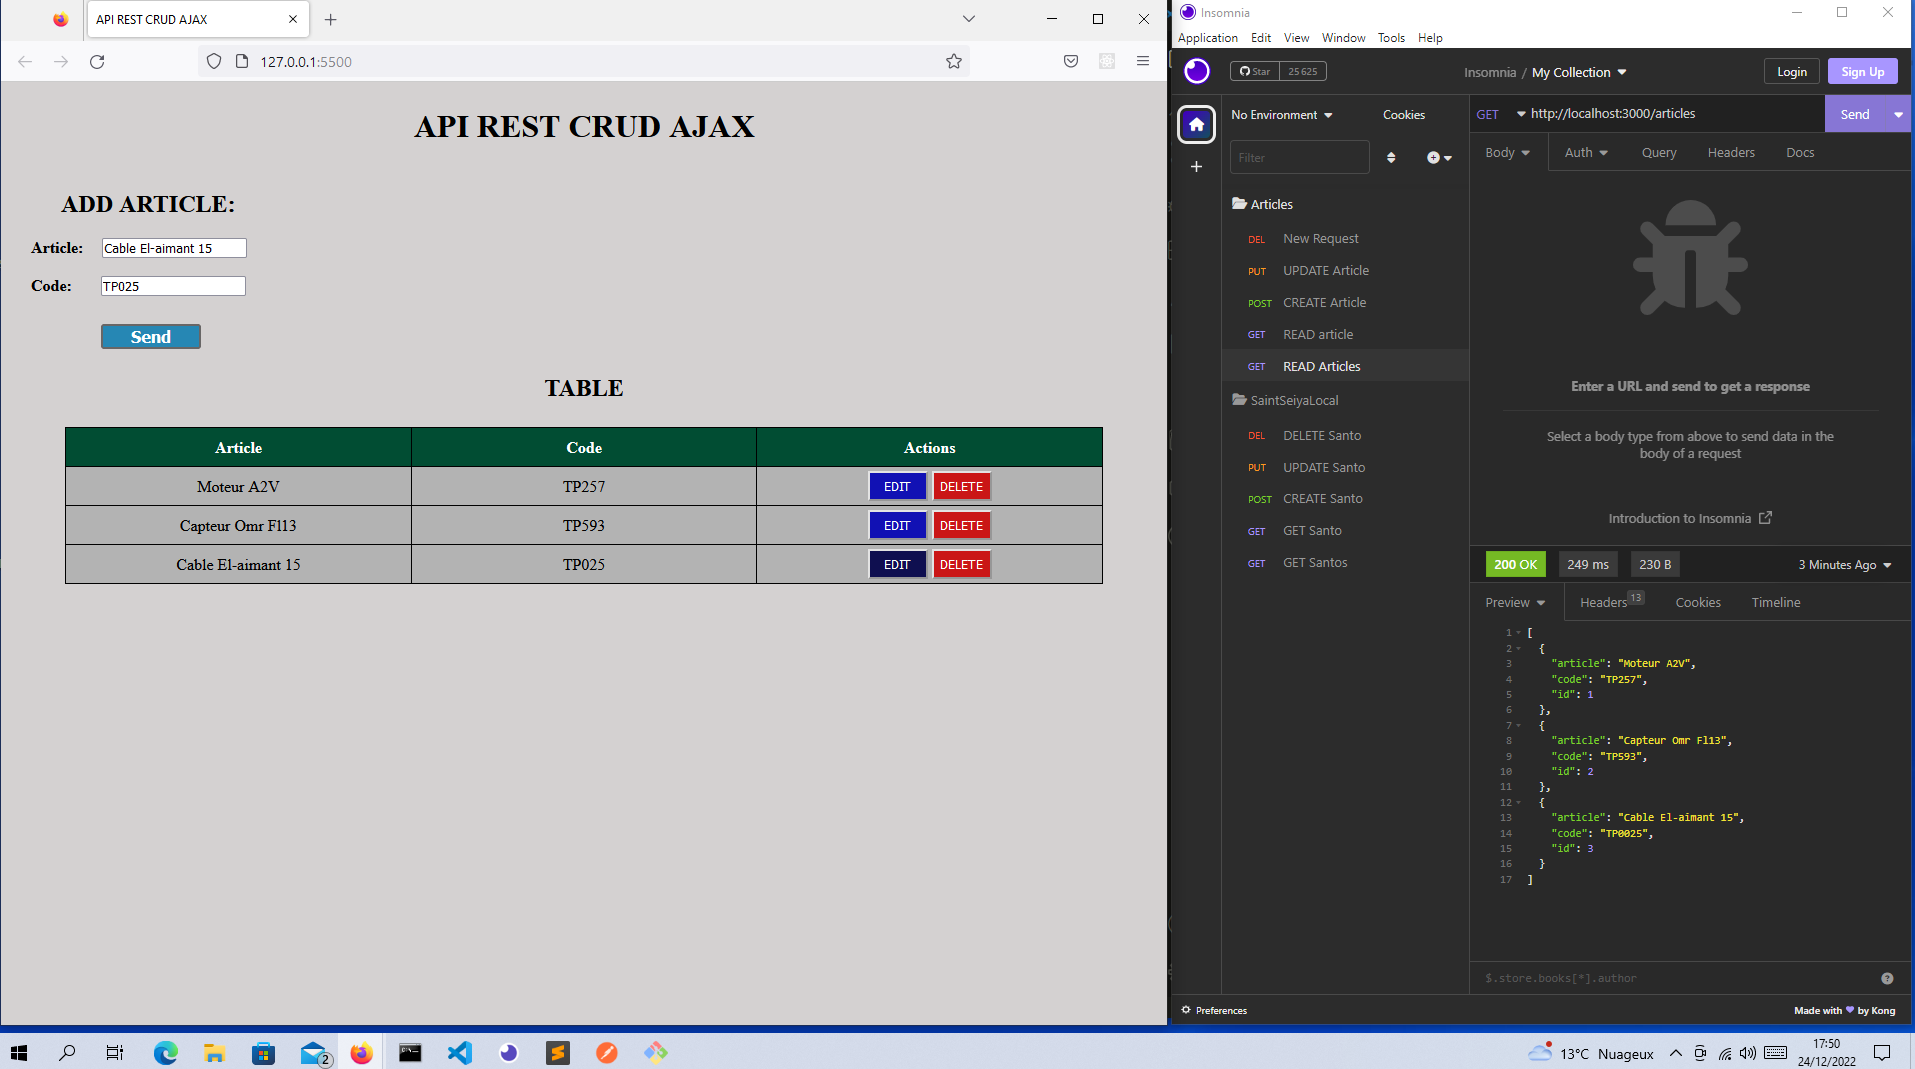 API REST CRUD AJAX
127.0.0.1:5500
API REST CRUD AJAX
ADD ARTICLE:
Article: Cable El-aimant 15
Code: TP025
Send
TABLE
Article Code Actions
Moteur A2V TP257 EDIT DELETE
Capteur Omr Fl13 TP593 EDIT DELETE
Cable El-aimant 15 TP025 EDIT DELETE
Insomnia
Application Edit View Window Tools Help
Star 25 625
Insomnia / My Collection
Login
Sign Up
No Environment
Cookies
Filter
Articles
DEL New Request
PUT UPDATE Article
POST CREATE Article
GET READ article
GET READ Articles
SaintSeiyaLocal
DEL DELETE Santo
PUT UPDATE Santo
POST CREATE Santo
GET GET Santo
GET GET Santos
GET http://localhost:3000/articles Send
Body Auth Query Headers Docs
Enter a URL and send to get a response
Select a body type from above to send data in the
body of a request
Introduction to Insomnia
200 OK 249 ms 230 B 3 Minutes Ago
Preview Headers 13 Cookies Timeline
1 [
2 {
3 "article": "Moteur A2V",
4 "code": "TP257",
5 "id": 1
6 },
7 {
8 "article": "Capteur Omr Fl13",
9 "code": "TP593",
10 "id": 2
11 },
12 {
13 "article": "Cable El-aimant 15",
14 "code": "TP0025",
15 "id": 3
16 }
17 ]
$.store.books[*].author
Preferences
Made with by Kong
2
13°C Nuageux
17:50
24/12/2022